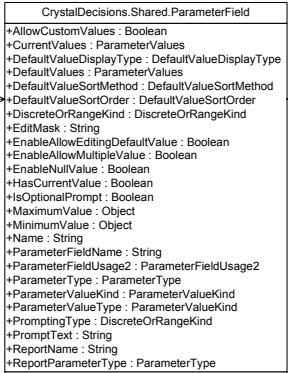 CrystalDecisions.Shared.ParameterField
+AllowCustomValues : Boolean
+CurrentValues : ParameterValues
+DefaultValueDisplayType : DefaultValueDisplayType
+DefaultValues : ParameterValues
+DefaultValueSortMethod : DefaultValueSortMethod
+DefaultValueSortOrder : DefaultValueSortOrder
+DiscreteOrRangeKind : DiscreteOrRangeKind
+EditMask : String
+EnableAllowEditingDefaultValue : Boolean
+EnableAllowMultipleValue : Boolean
+EnableNullValue : Boolean
+HasCurrentValue : Boolean
+IsOptionalPrompt : Boolean
+MaximumValue : Object
+MinimumValue : Object
+Name : String
+ParameterFieldName : String
+ParameterFieldUsage2 : ParameterFieldUsage2
+ParameterType : ParameterType
+ParameterValueKind : ParameterValueKind
+ParameterValueType : ParameterValueKind
+PromptingType : DiscreteOrRangeKind
+PromptText : String
+ReportName : String
+ReportParameterType : ParameterType